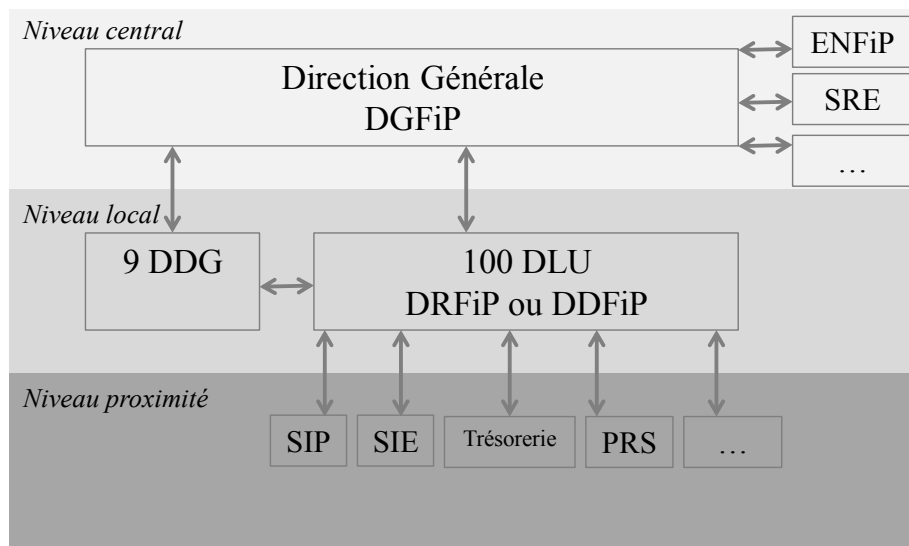 Niveau central
ENFiP
Direction Générale
DGFiP
SRE
…
Niveau local
9 DDG
100 DLU
DRFiP ou DDFiP
Niveau proximité
SIP
SIE
Trésorerie
PRS
…